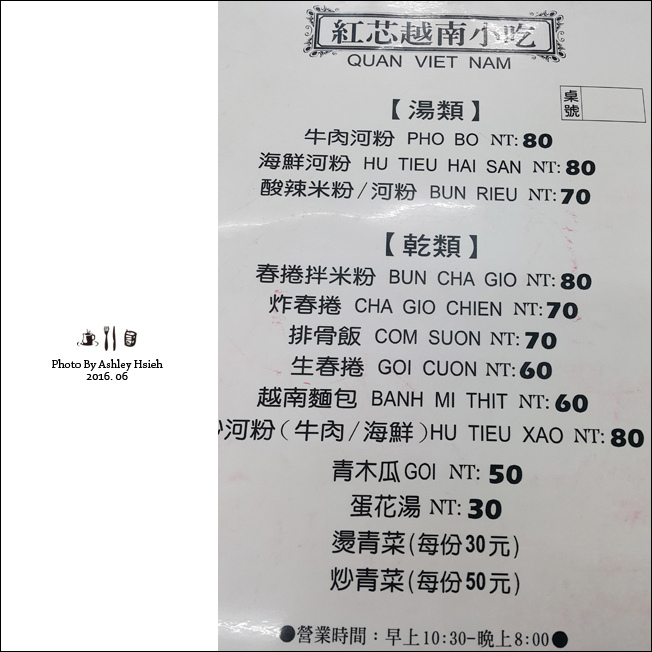 紅芯越南小吃
QUAN VIET NAM
桌號
【湯類】
牛肉河粉 PHO BO NT: 80
海鮮河粉 HU TIEU HAI SAN NT: 80
酸辣米粉/河粉 BUN RIEU NT: 70
【乾類】
春捲拌米粉 BUN CHA GIO NT: 80
炸春捲 CHA GIO CHIEN NT: 70
排骨飯 COM SUON NT: 70
生春捲 GOI CUON NT: 60
越南麵包 BANH MI THIT NT: 60
河粉(牛肉/海鮮)HU TIEU XAO NT: 80
青木瓜GOI NT: 50
蛋花湯 NT: 30
燙青菜(每份30元)
炒青菜(每份50元)
●營業時間：早上10:30-晚上8:00●
Photo By Ashley Hsieh
2016. 06